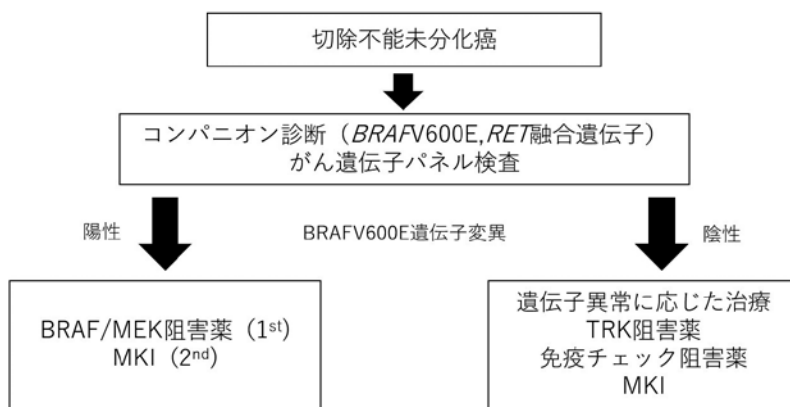 切除不能未分化癌
コンパニオン診断（BRAFV600E,RET融合遺伝子）
がん遺伝子パネル検査
陽性
BRAFV600E遺伝子変異
陰性
BRAF/MEK阻害薬（1st）
MKI（2nd）
遺伝子異常に応じた治療
TRK阻害薬
免疫チェック阻害薬
MKI